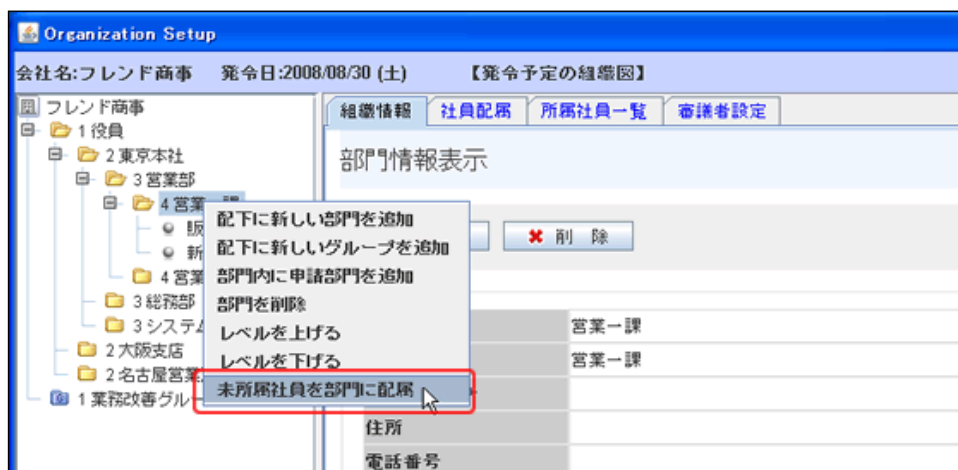 Organization Setup
会社名:フレンド商事 発令日:2008/08/30 (土) 【発令予定の組織図】
フレンド商事
1 役員
2 東京本社
3 営業部
4 営業一課
販
新
4 営業
3 総務部
3 システム
2 大阪支店
2 名古屋営業
1 業務改善グル
配下に新しい部門を追加
配下に新しいグループを追加
部門内に申請部門を追加
部門を削除
レベルを上げる
レベルを下げる
未所属社員を部門に配属
組織情報 社員配属 所属社員一覧 審議者設定
部門情報表示
削 除
営業一課
営業一課
住所
電話番号